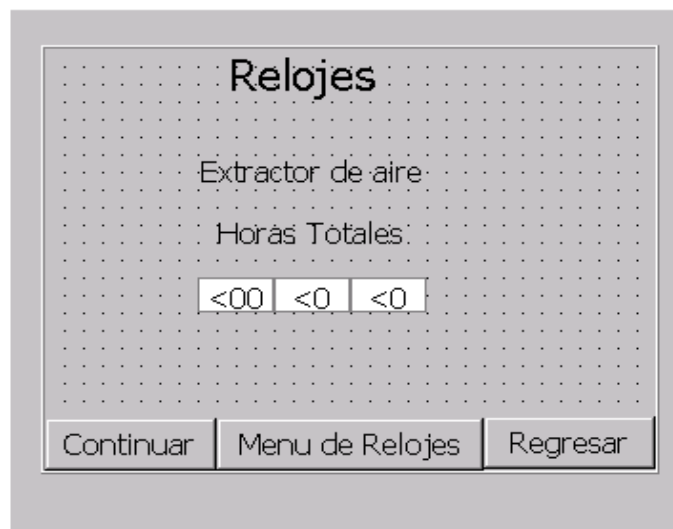 Relojes
Extractor de aire
Horas Totales
<00 <0 <0
Continuar Menu de Relojes Regresar